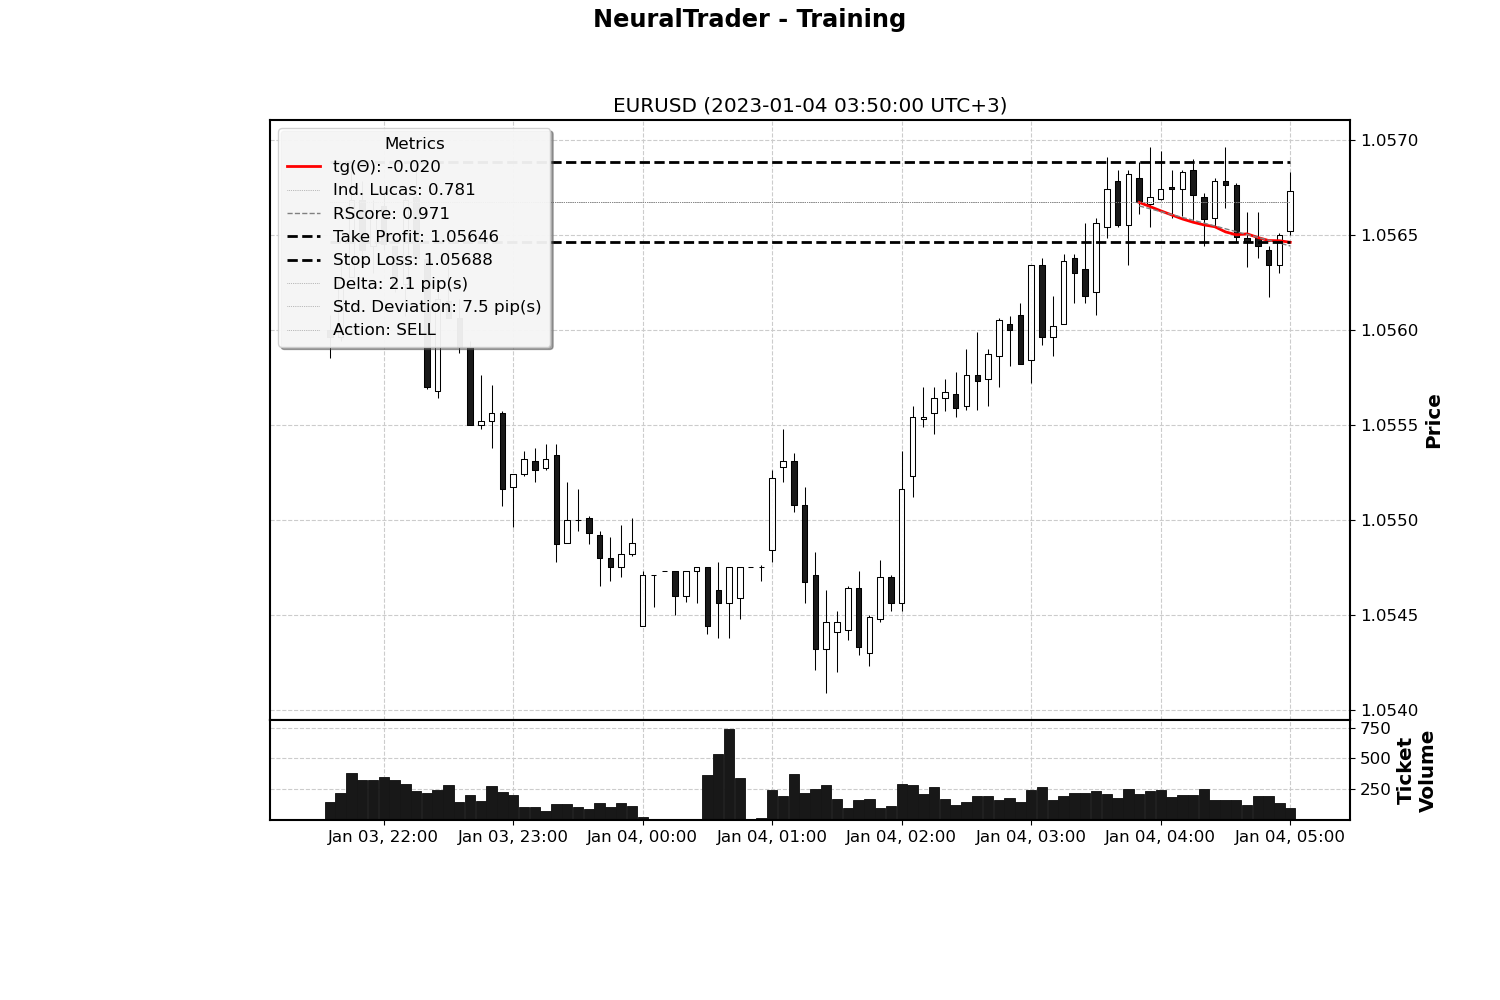 NeuralTrader - Training
EURUSD (2023-01-04 03:50:00 UTC+3)
Metrics
tg(Θ): -0.020
Ind. Lucas: 0.781
RScore: 0.971
Take Profit: 1.05646
Stop Loss: 1.05688
Delta: 2.1 pip(s)
Std. Deviation: 7.5 pip(s)
Action: SELL
1.0570
1.0565
1.0560
1.0555
1.0550
1.0545
1.0540
Price
750
500
250
Ticket
Volume
Jan 03, 22:00 Jan 03, 23:00 Jan 04, 00:00 Jan 04, 01:00 Jan 04, 02:00 Jan 04, 03:00 Jan 04, 04:00 Jan 04, 05:00